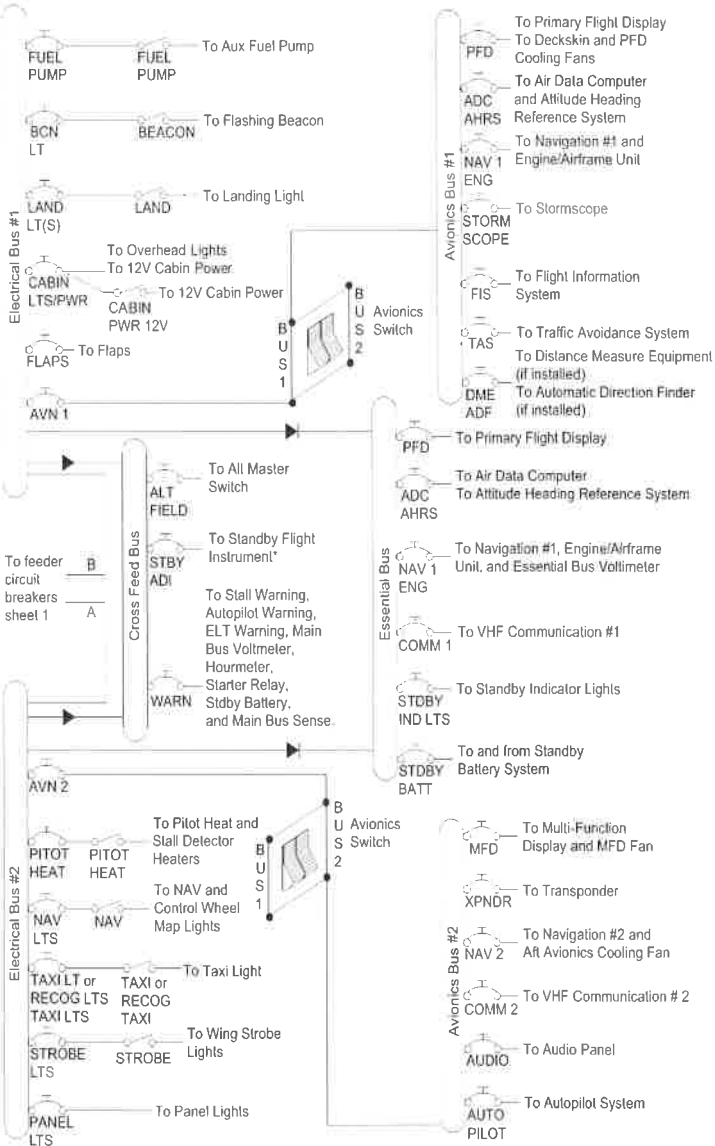 Electrical Bus #1
FUEL
PUMP
FUEL
PUMP
To Aux Fuel Pump
BCN
LT
BEACON
To Flashing Beacon
LAND
LT(S)
LAND
To Landing Light
CABIN
LTS/PWR
To Overhead Lights
To 12V Cabin Power
CABIN
PWR 12V
To 12V Cabin Power
FLAPS
To Flaps
AVN 1
BUS 1
BUS 2
Avionics
Switch
Avionics Bus #1
PFD
To Primary Flight Display
To Deckskin and PFD
Cooling Fans
ADC
AHRS
To Air Data Computer
and Attitude Heading
Reference System
NAV 1
ENG
To Navigation #1 and
Engine/Airframe Unit
STORM
SCOPE
To Stormscope
FIS
To Flight Information
System
TAS
To Traffic Avoidance System
DME
ADF
To Distance Measure Equipment
(if installed)
To Automatic Direction Finder
(if installed)
To feeder
circuit
breakers
sheet 1
B
A
Cross Feed Bus
ALT
FIELD
To All Master
Switch
STBY
ADI
To Standby Flight
Instrument*
WARN
To Stall Warning,
Autopilot Warning,
ELT Warning, Main
Bus Voltmeter,
Hourmeter,
Starter Relay,
Stdby Battery,
and Main Bus Sense.
Essential Bus
PFD
To Primary Flight Display
ADC
AHRS
To Air Data Computer
To Attitude Heading Reference System
NAV 1
ENG
To Navigation #1, Engine/Airframe
Unit, and Essential Bus Voltimeter
COMM 1
To VHF Communication #1
STDBY
IND LTS
To Standby Indicator Lights
STDBY
BATT
To and from Standby
Battery System
Electrical Bus #2
AVN 2
BUS 1
BUS 2
Avionics
Switch
PITOT
HEAT
PITOT
HEAT
To Pitot Heat and
Stall Detector
Heaters
NAV
LTS
NAV
To NAV and
Control Wheel
Map Lights
TAXI LT or
RECOG LTS
TAXI LTS
TAXI or
RECOG
TAXI
To Taxi Light
STROBE
LTS
STROBE
To Wing Strobe
Lights
PANEL
LTS
To Panel Lights
Avionics Bus #2
MFD
To Multi-Function
Display and MFD Fan
XPNDR
To Transponder
NAV 2
To Navigation #2 and
Aft Avionics Cooling Fan
COMM 2
To VHF Communication # 2
AUDIO
To Audio Panel
AUTO
PILOT
To Autopilot System